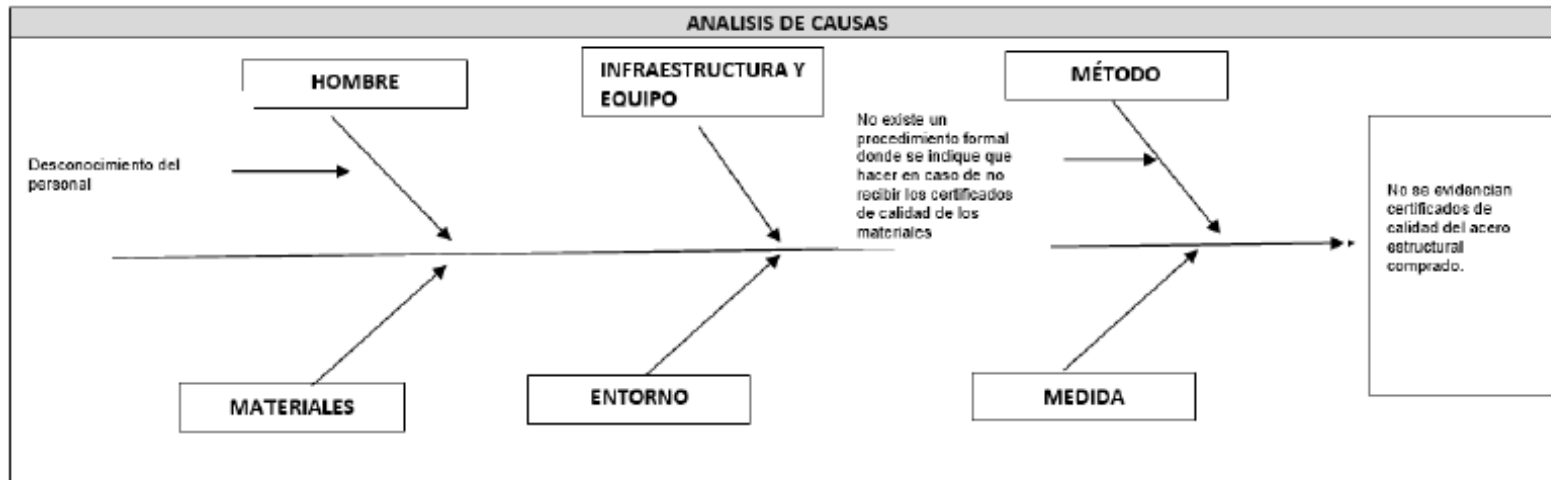 ANALISIS DE CAUSAS
HOMBRE
INFRAESTRUCTURA Y
EQUIPO
MÉTODO
Desconocimiento del
personal
No existe un
procedimiento formal
donde se indique que
hacer en caso de no
recibir los certificados
de calidad de los
materiales
No se evidencian
certificados de
calidad del acero
estructural
comprado.
MATERIALES
ENTORNO
MEDIDA